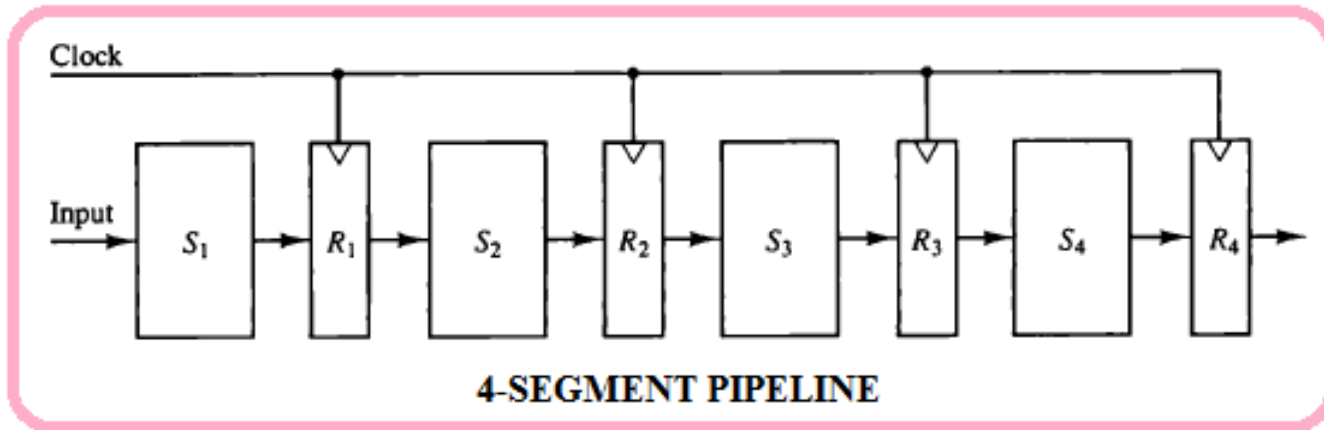 Clock
Input
S₁ R₁ S₂ R₂ S₃ R₃ S₄ R₄
4-SEGMENT PIPELINE